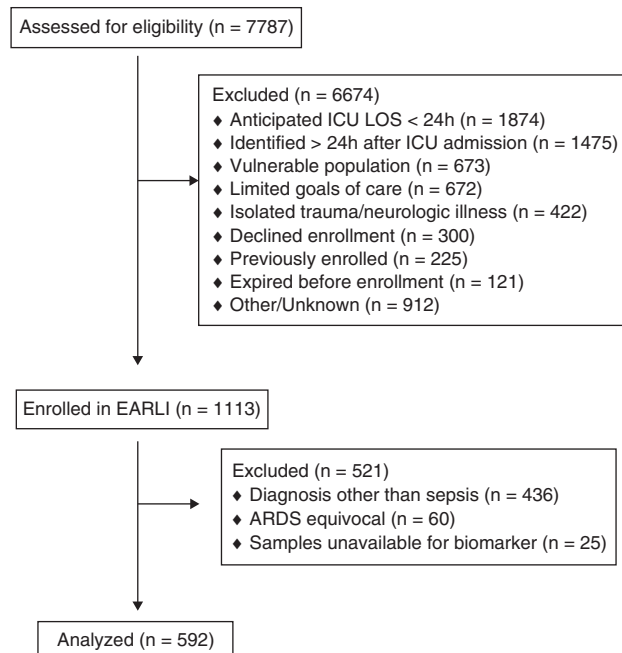 Assessed for eligibility (n = 7787)
Excluded (n = 6674)
♦ Anticipated ICU LOS < 24h (n = 1874)
♦ Identified > 24h after ICU admission (n = 1475)
♦ Vulnerable population (n = 673)
♦ Limited goals of care (n = 672)
♦ Isolated trauma/neurologic illness (n = 422)
♦ Declined enrollment (n = 300)
♦ Previously enrolled (n = 225)
♦ Expired before enrollment (n = 121)
♦ Other/Unknown (n = 912)
Enrolled in EARLI (n = 1113)
Excluded (n = 521)
♦ Diagnosis other than sepsis (n = 436)
♦ ARDS equivocal (n = 60)
♦ Samples unavailable for biomarker (n = 25)
Analyzed (n = 592)